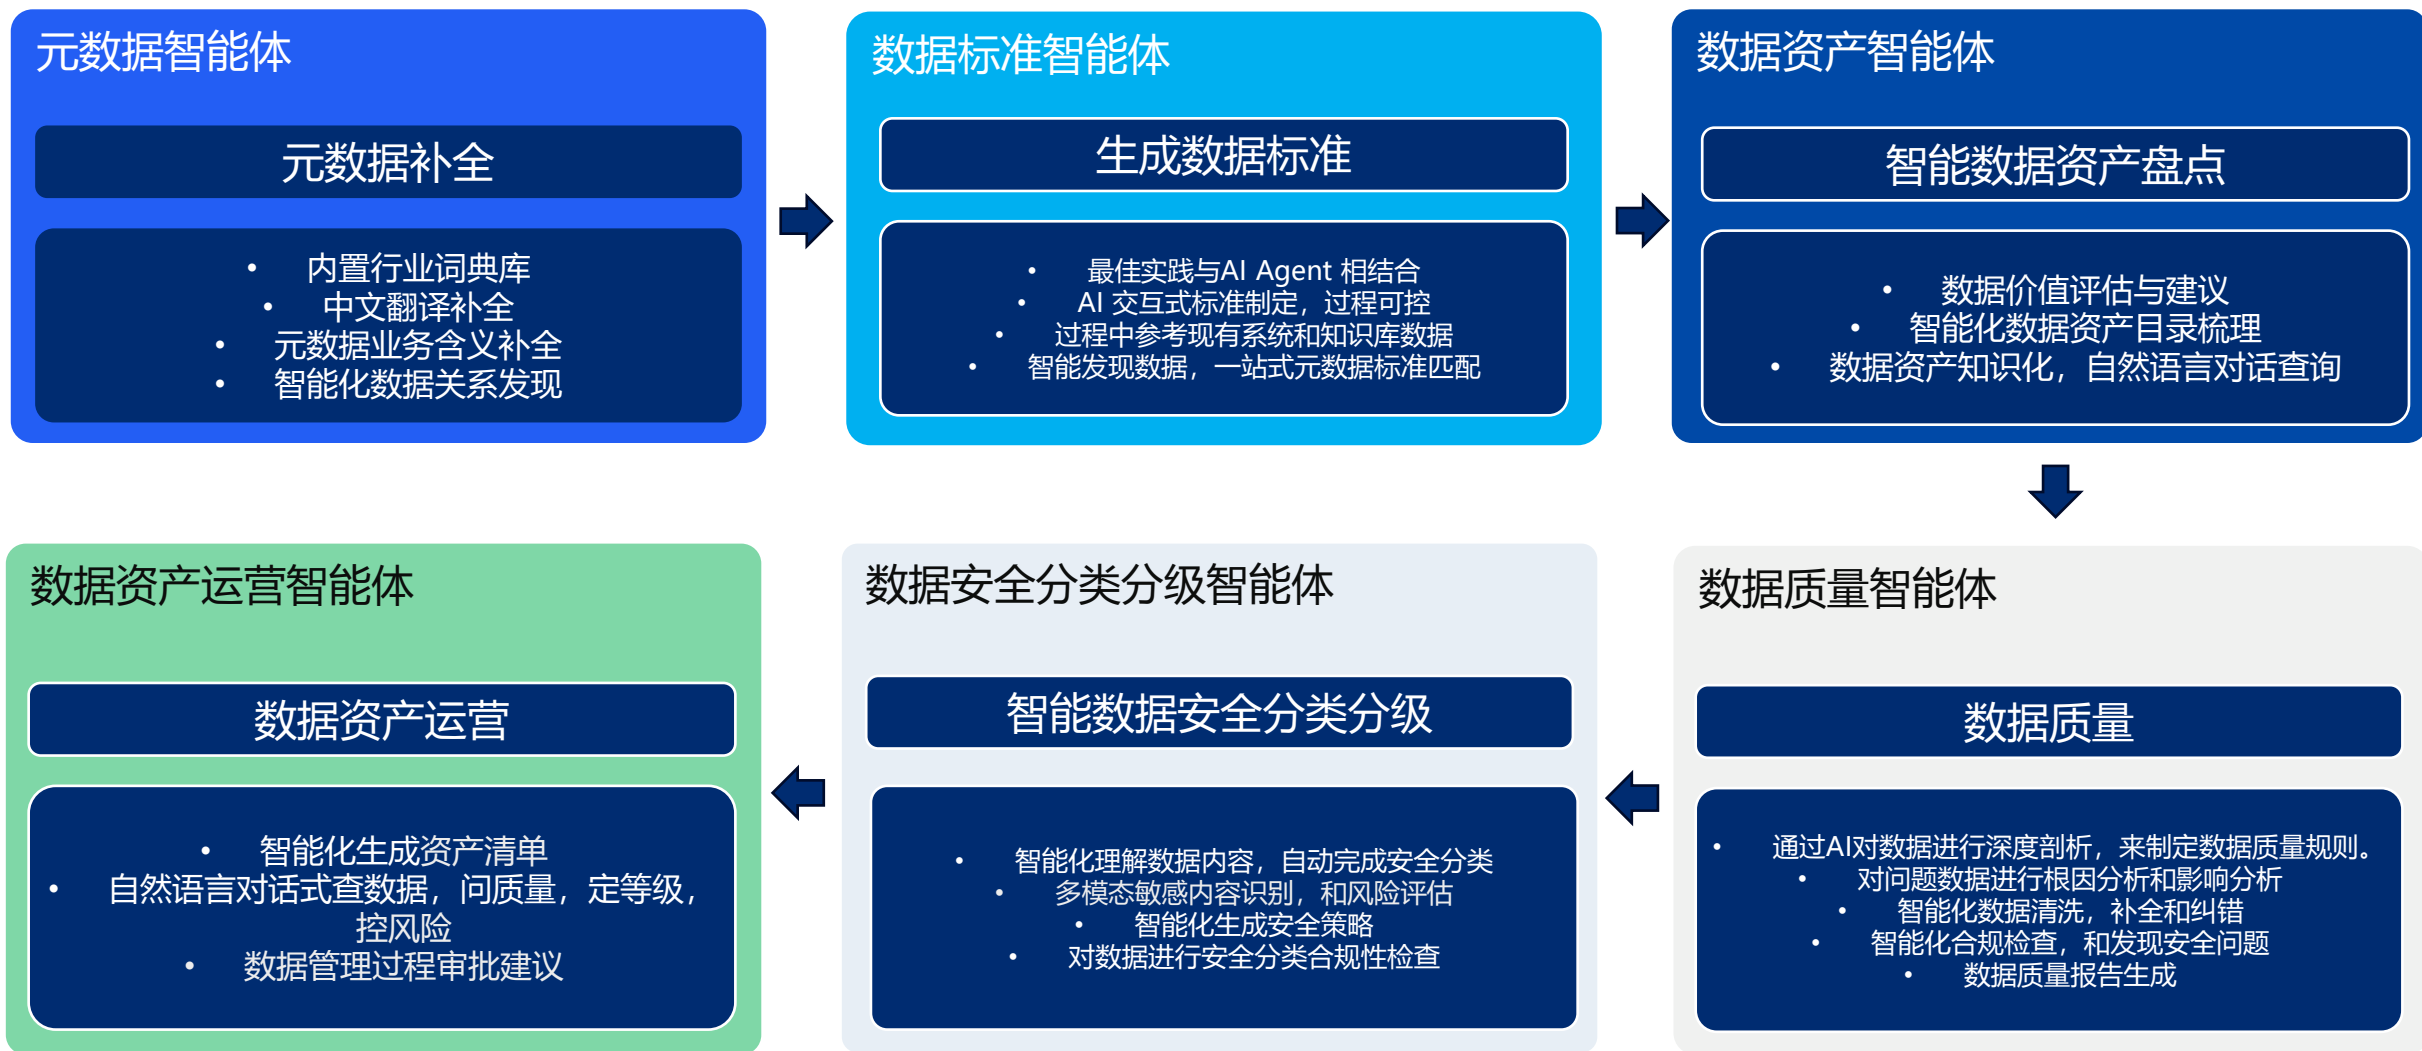 元数据智能体
元数据补全
• 内置行业词典库
• 中文翻译补全
• 元数据业务含义补全
• 智能化数据关系发现
数据标准智能体
生成数据标准
• 最佳实践与AI Agent 相结合
• AI 交互式标准制定，过程可控
• 过程中参考现有系统和知识库数据
• 智能发现数据，一站式元数据标准匹配
数据资产智能体
智能数据资产盘点
• 数据价值评估与建议
• 智能化数据资产目录梳理
• 数据资产知识化，自然语言对话查询
数据质量智能体
数据质量
• 通过AI对数据进行深度剖析，来制定数据质量规则。
• 对问题数据进行根因分析和影响分析
• 智能化数据清洗，补全和纠错
• 智能化合规检查，和发现安全问题
• 数据质量报告生成
数据安全分类分级智能体
智能数据安全分类分级
• 智能化理解数据内容，自动完成安全分类
• 多模态敏感内容识别，和风险评估
• 智能化生成安全策略
• 对数据进行安全分类合规性检查
数据资产运营智能体
数据资产运营
• 智能化生成资产清单
• 自然语言对话式查数据，问质量，定等级，
控风险
• 数据管理过程审批建议